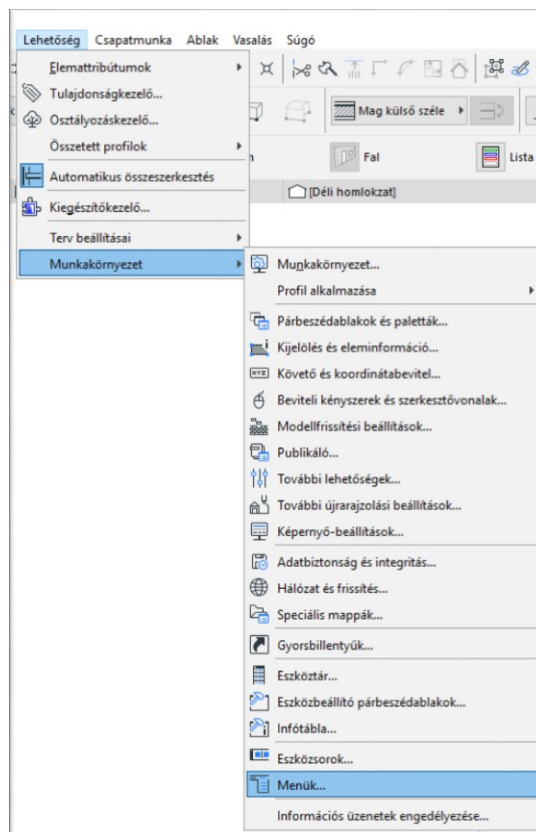 Lehetőség Csapatmunka Ablak Vasalás Súgó
Elemattribútumok
Tulajdonságkezelő...
Osztályozáskezelő...
Mag külső széle
Összetett profilok
Fal
Lista
Automatikus összeszerkesztés
[Déli homlokzat]
Kiegészítőkezelő...
Terv beállításai
Munkakörnyezet
Munkakörnyezet...
Profil alkalmazása
Párbeszédablakok és paletták...
Kijelölés és eleminformáció...
XYZ Követő és koordinátabevitel...
Beviteli kényszerek és szerkesztővonalak...
Modellfrissítési beállítások...
Publikáló...
További lehetőségek...
További újrarajzolási beállítások...
Képernyő-beállítások...
Adatbiztonság és integritás...
Hálózat és frissítés...
Speciális mappák...
Gyorsbillentyűk...
Eszköztár...
Eszközbeállító párbeszédablakok...
Infótábla...
Eszközsorok...
Menük...
Információs üzenetek engedélyezése...